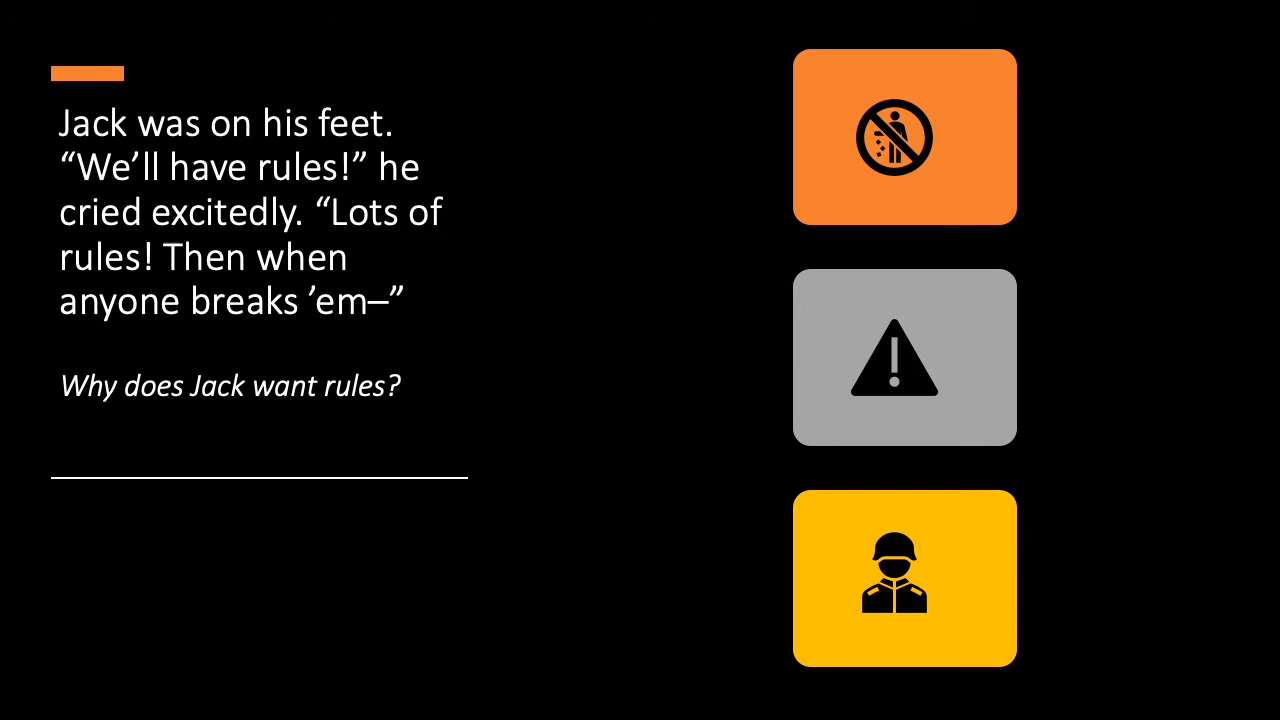 Jack was on his feet.
“We’ll have rules!” he
cried excitedly. “Lots of
rules! Then when
anyone breaks ’em–”
Why does Jack want rules?